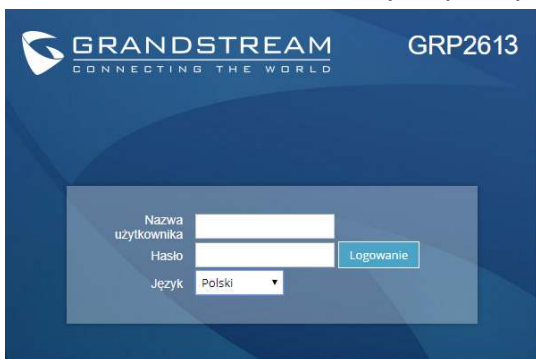 GRANDSTREAM
CONNECTING THE WORLD
GRP2613
Nazwa
użytkownika
Hasło
Logowanie
Język
Polski